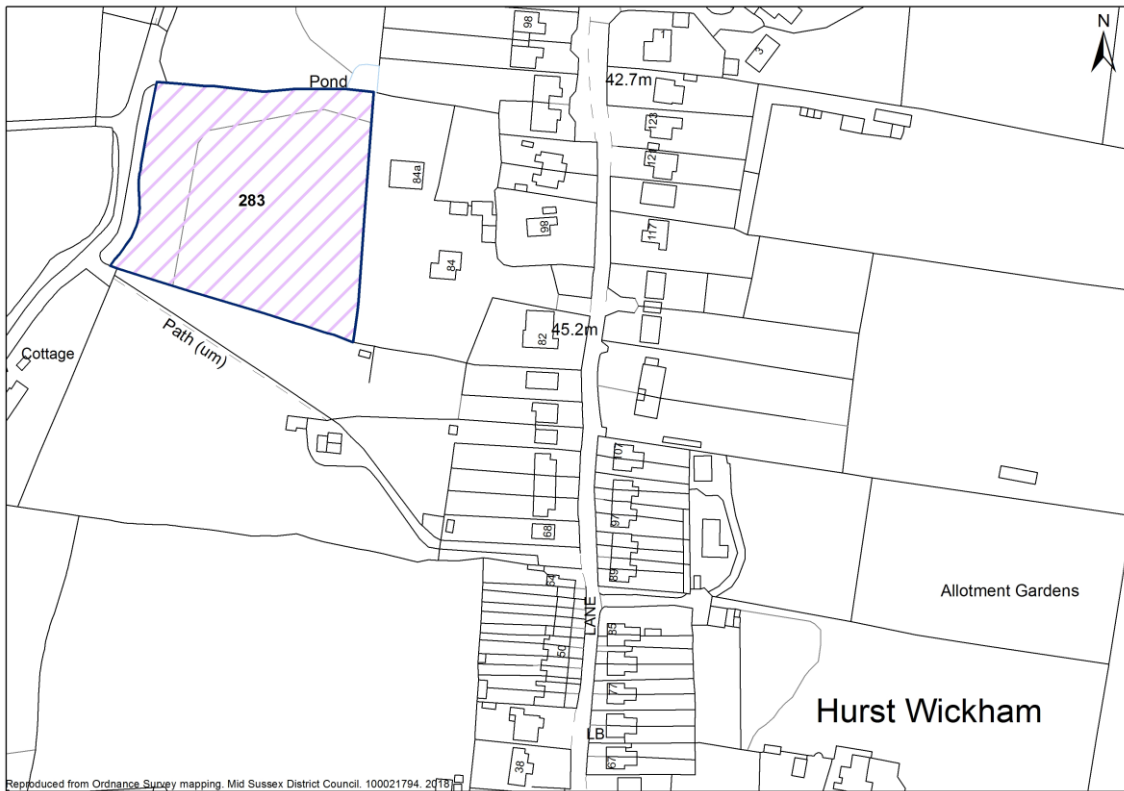 98
1
3
N
42.7m
Pond
123
121
84a
283
98
117
84
Path (um)
82
45.2m
Cottage
107
97
68
89
64
LANE
Allotment Gardens
85
50
77
Hurst Wickham
LB
67
38
Reproduced from Ordnance Survey mapping. Mid Sussex District Council. 100021794. 2018